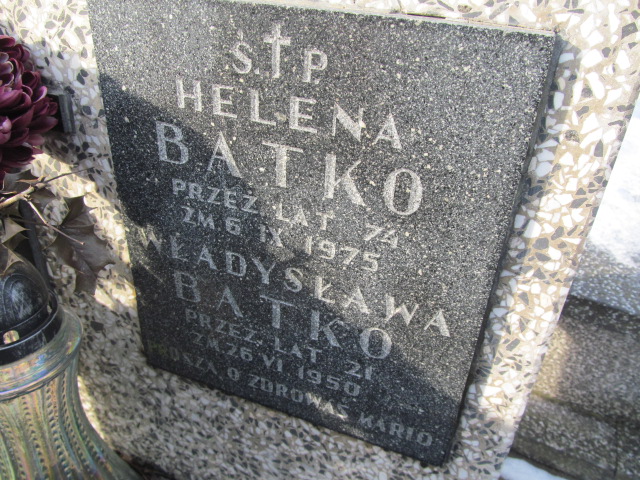 Ś.†P
HELENA
BATKO
PRZEŻ. LAT 74
ZM 6 IX 1975
WŁADYSŁAWA
BATKO
PRZEŻ. LAT 21
ZM. 26 VI 1950
PROSZĄ O ZDROWAŚ MARIO